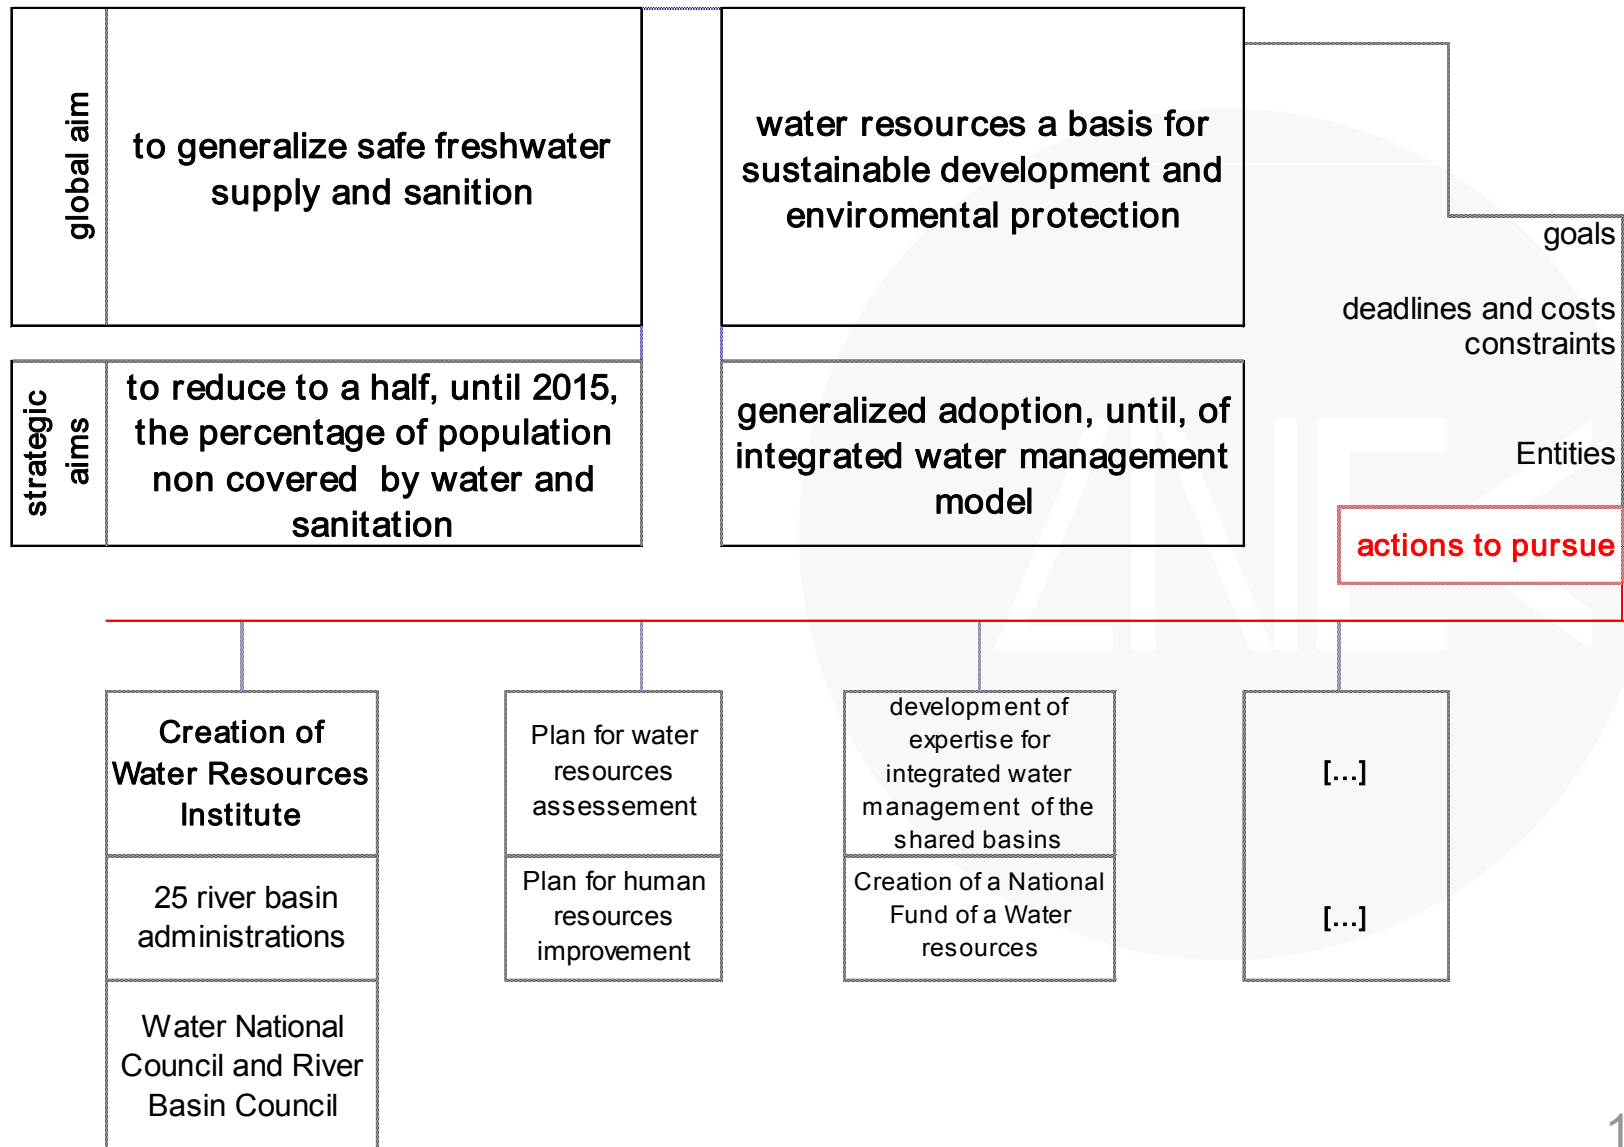 global aim
to generalize safe freshwater
supply and sanition
water resources a basis for
sustainable development and
enviromental protection
goals
deadlines and costs
constraints
Entities
actions to pursue
strategic
aims
to reduce to a half, until 2015,
the percentage of population
non covered by water and
sanitation
generalized adoption, until, of
integrated water management
model
Creation of
Water Resources
Institute
25 river basin
administrations
Water National
Council and River
Basin Council
Plan for water
resources
assessement
Plan for human
resources
improvement
development of
expertise for
integrated water
management of the
shared basins
Creation of a National
Fund of a Water
resources
[...]
[...]